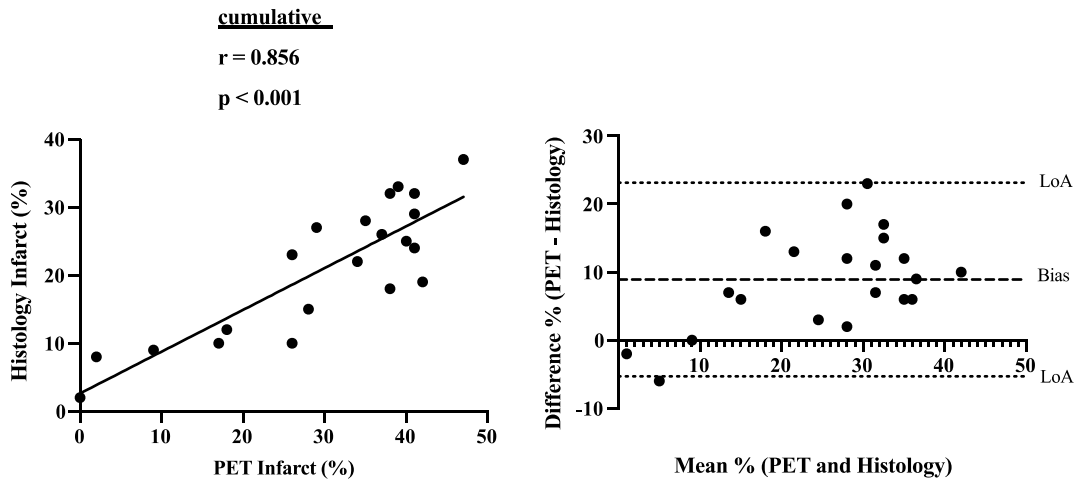 cumulative
r = 0.856
p < 0.001
Histology Infarct (%)
40
30
20
10
0
0 10 20 30 40 50
PET Infarct (%)
Difference % (PET - Histology)
30
20
10
0
-10
LoA
Bias
10 20 30 40 50
LoA
Mean % (PET and Histology)